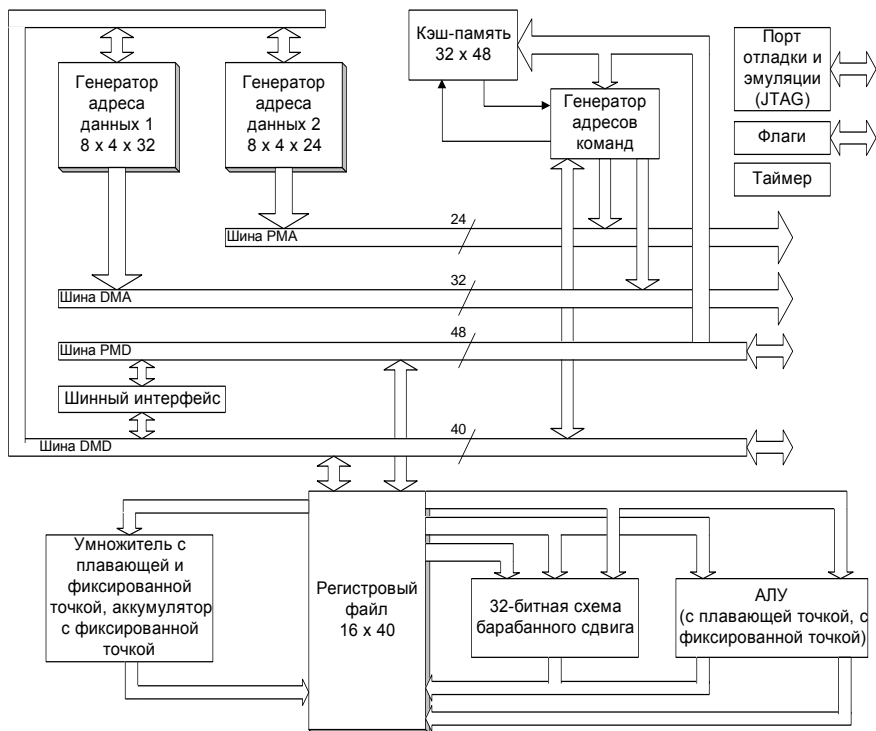 Генератор
адреса
данных 1
8 x 4 x 32
Генератор
адреса
данных 2
8 x 4 x 24
Кэш-память
32 x 48
Генератор
адресов
команд
Порт
отладки и
эмуляции
(JTAG)
Флаги
Таймер
24
Шина PMA
32
Шина DMA
48
Шина PMD
Шинный интерфейс
40
Шина DMD
Умножитель с
плавающей и
фиксированной
точкой, аккумулятор
с фиксированной
точкой
Регистровый
файл
16 x 40
32-битная схема
барабанного сдвига
АЛУ
(с плавающей точкой, с
фиксированной точкой)